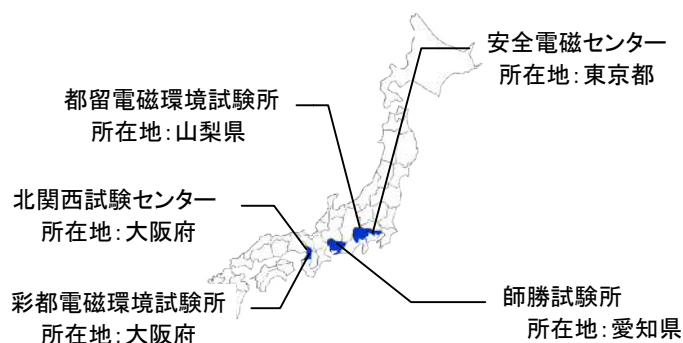 安全電磁センター
所在地：東京都
都留電磁環境試験所
所在地：山梨県
北関西試験センター
所在地：大阪府
彩都電磁環境試験所
所在地：大阪府
師勝試験所
所在地：愛知県